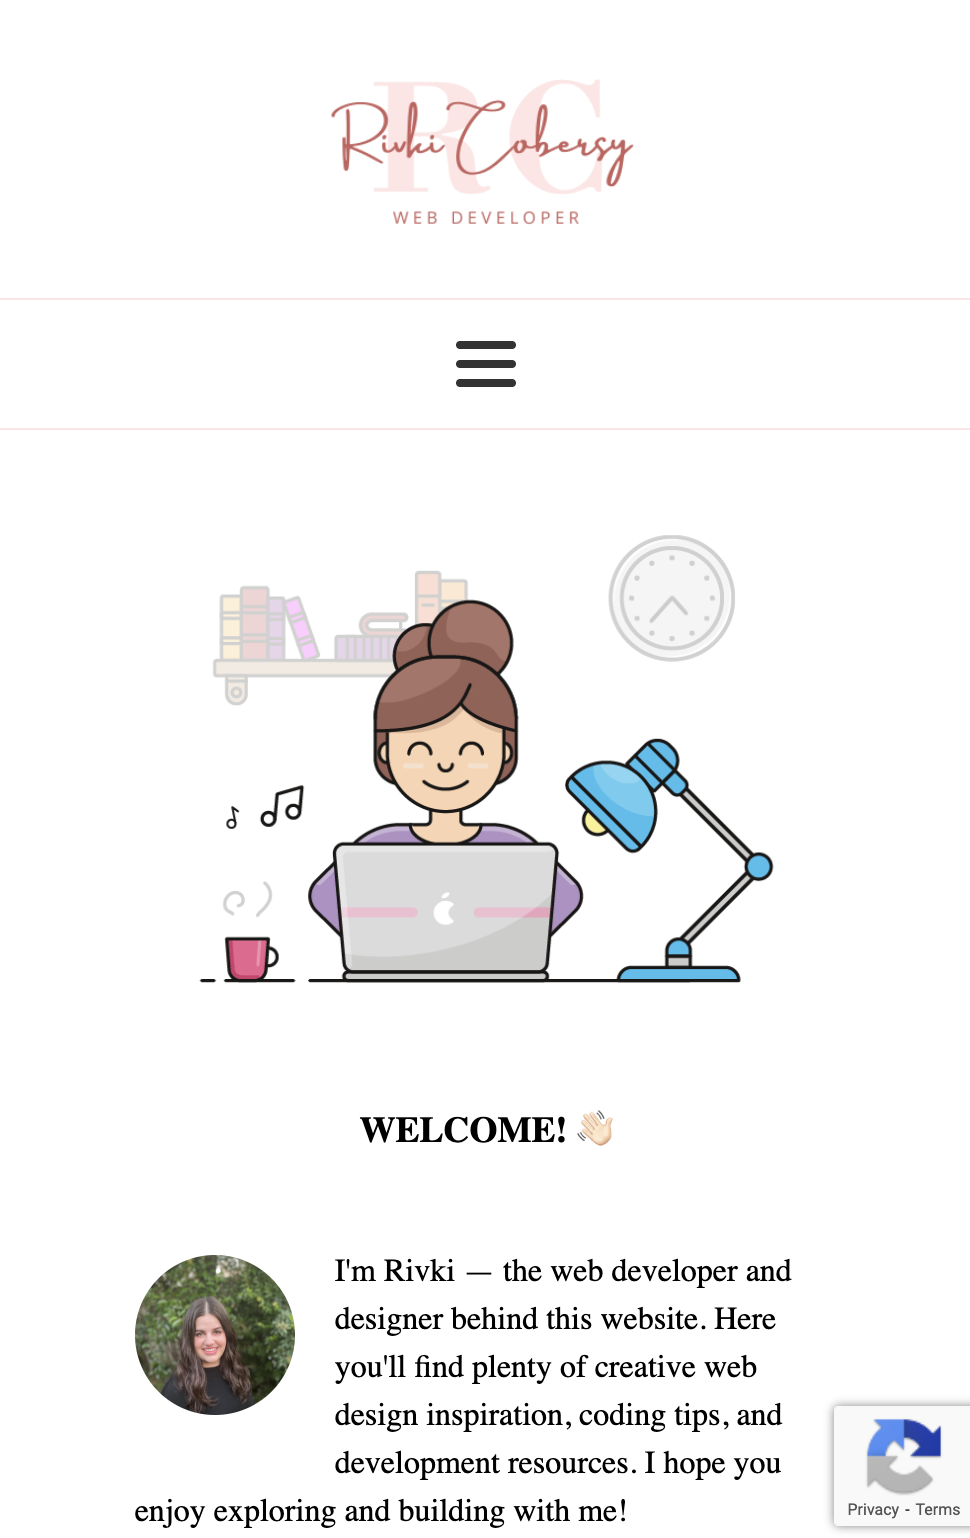 RC
Rivki Cobersy
WEB DEVELOPER
WELCOME! 👋🏻
I'm Rivki — the web developer and
designer behind this website. Here
you'll find plenty of creative web
design inspiration, coding tips, and
development resources. I hope you
enjoy exploring and building with me!
Privacy - Terms